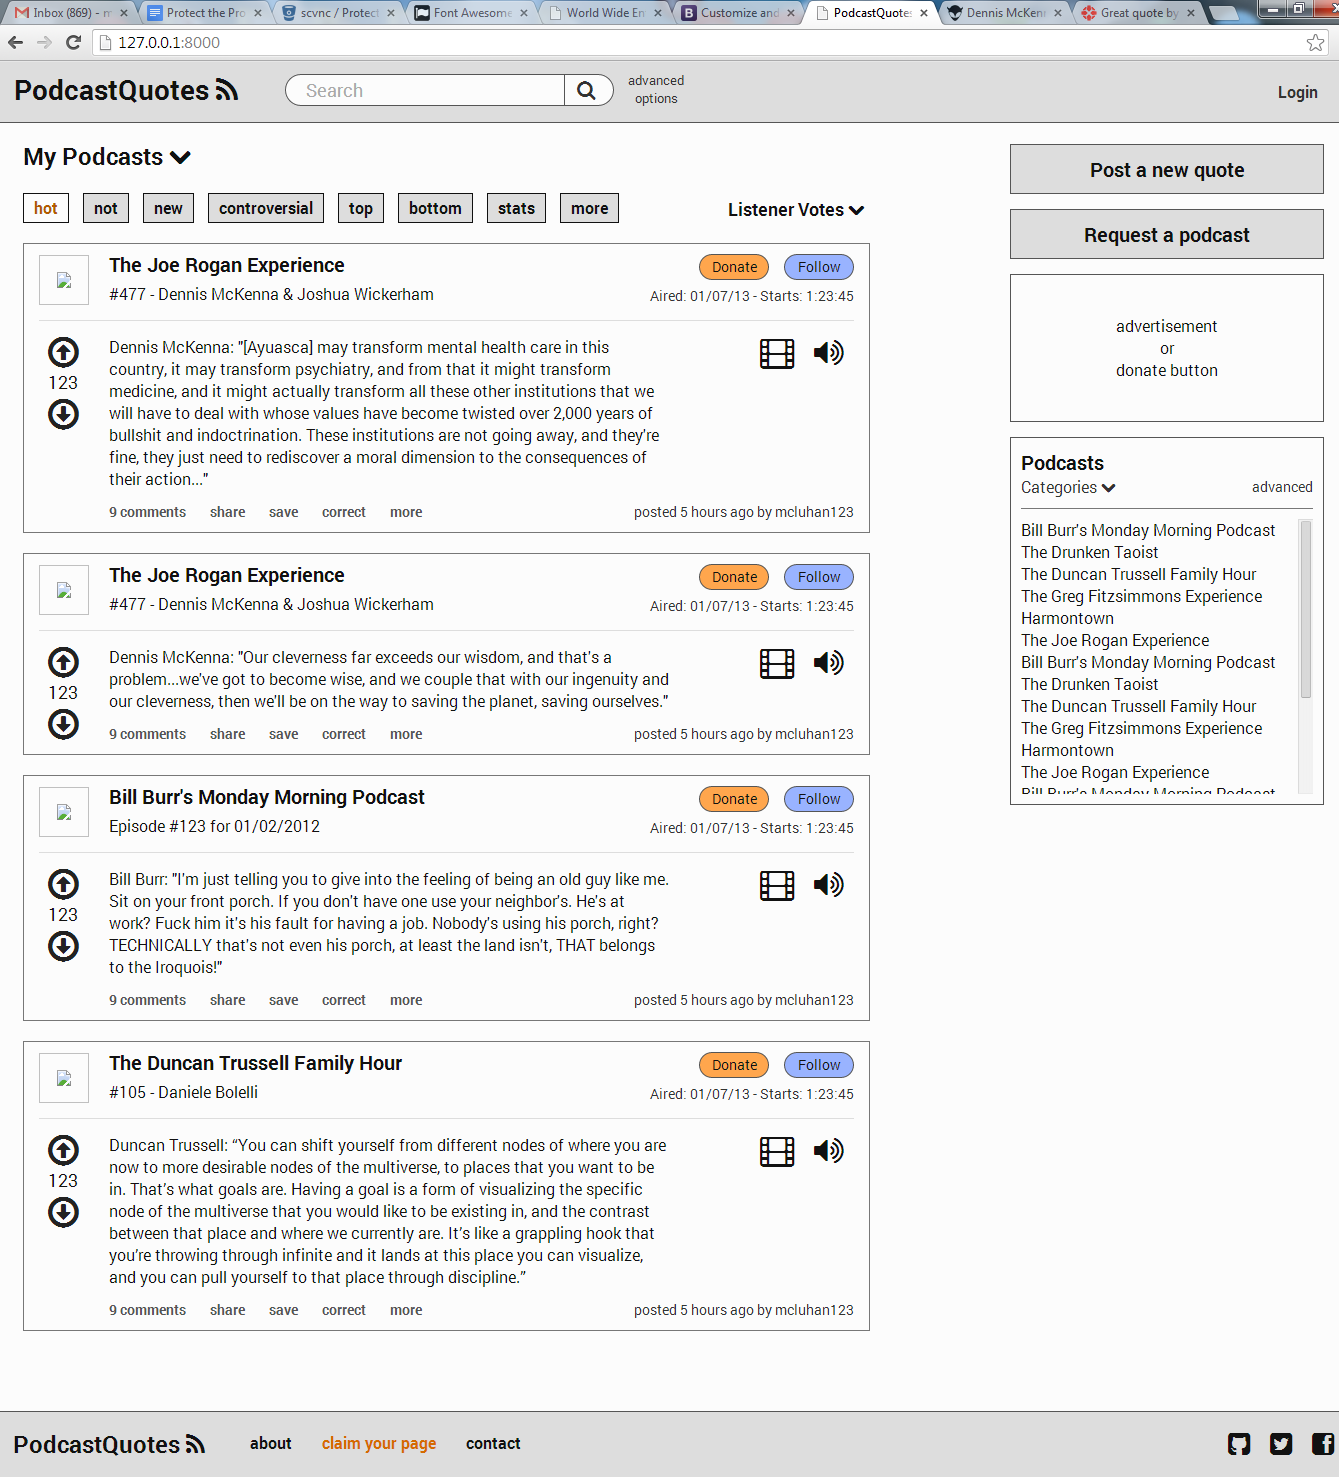 Inbox (869) - m
Protect the Pro
scvnc / Protect
Font Awesome
World Wide En
Customize and
PodcastQuotes
Dennis McKenn
Great quote by
127.0.0.1:8000
PodcastQuotes
Search
advanced
options
Login
My Podcasts
hot not new controversial top bottom stats more
Listener Votes
The Joe Rogan Experience
Donate Follow
#477 - Dennis McKenna & Joshua Wickerham
Aired: 01/07/13 - Starts: 1:23:45
123
Dennis McKenna: "[Ayuasca] may transform mental health care in this
country, it may transform psychiatry, and from that it might transform
medicine, and it might actually transform all these other institutions that we
will have to deal with whose values have become twisted over 2,000 years of
bullshit and indoctrination. These institutions are not going away, and they're
fine, they just need to rediscover a moral dimension to the consequences of
their action..."
9 comments share save correct more
posted 5 hours ago by mcluhan123
The Joe Rogan Experience
Donate Follow
#477 - Dennis McKenna & Joshua Wickerham
Aired: 01/07/13 - Starts: 1:23:45
123
Dennis McKenna: "Our cleverness far exceeds our wisdom, and that's a
problem...we've got to become wise, and we couple that with our ingenuity and
our cleverness, then we'll be on the way to saving the planet, saving ourselves."
9 comments share save correct more
posted 5 hours ago by mcluhan123
Bill Burr's Monday Morning Podcast
Donate Follow
Episode #123 for 01/02/2012
Aired: 01/07/13 - Starts: 1:23:45
123
Bill Burr: "I'm just telling you to give into the feeling of being an old guy like me.
Sit on your front porch. If you don't have one use your neighbor's. He's at
work? Fuck him it's his fault for having a job. Nobody's using his porch, right?
TECHNICALLY that's not even his porch, at least the land isn't, THAT belongs
to the Iroquois!"
9 comments share save correct more
posted 5 hours ago by mcluhan123
The Duncan Trussell Family Hour
Donate Follow
#105 - Daniele Bolelli
Aired: 01/07/13 - Starts: 1:23:45
123
Duncan Trussell: “You can shift yourself from different nodes of where you are
now to more desirable nodes of the multiverse, to places that you want to be
in. That’s what goals are. Having a goal is a form of visualizing the specific
node of the multiverse that you would like to be existing in, and the contrast
between that place and where we currently are. It’s like a grappling hook that
you’re throwing through infinite and it lands at this place you can visualize,
and you can pull yourself to that place through discipline.”
9 comments share save correct more
posted 5 hours ago by mcluhan123
Post a new quote
Request a podcast
advertisement
or
donate button
Podcasts
Categories
advanced
Bill Burr's Monday Morning Podcast
The Drunken Taoist
The Duncan Trussell Family Hour
The Greg Fitzsimmons Experience
Harmontown
The Joe Rogan Experience
Bill Burr's Monday Morning Podcast
The Drunken Taoist
The Duncan Trussell Family Hour
The Greg Fitzsimmons Experience
Harmontown
The Joe Rogan Experience
Bill Burr's Monday Morning Podcast
PodcastQuotes
about claim your page contact